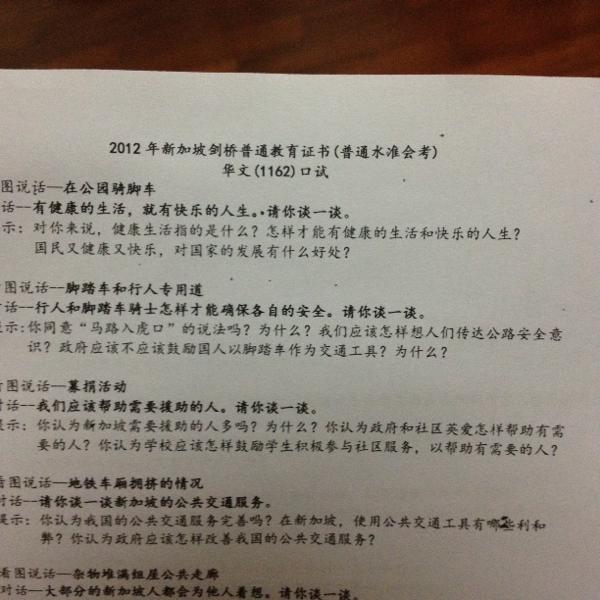 2012 年新加坡剑桥普通教育证书(普通水准会考)
华文(1162)口试
图说话—在公园骑脚车
话--有健康的生活，就有快乐的人生。请你谈一谈。
示：对你来说，健康生活指的是什么？怎样才能有健康的生活和快乐的人生？
国民又健康又快乐，对国家的发展有什么好处？
图说话—脚踏车和行人专用道
话--行人和脚踏车骑士怎样才能确保各自的安全。请你谈一谈。
示:你同意“马路入虎口”的说法吗？为什么？我们应该怎样想人们传达公路安全意
识？政府应该不应该鼓励国人以脚踏车作为交通工具？为什么？
图说话—募捐活动
话--我们应该帮助需要援助的人。请你谈一谈。
示：你认为新加坡需要援助的人多吗？为什么？你认为政府和社区英爱怎样帮助有需
要的人？你认为学校应该怎样鼓励学生积极参与社区服务，以帮助有需要的人？
看图说话—地铁车厢拥挤的情况
对话--请你谈一谈新加坡的公共交通服务。
提示：你认为我国的公共交通服务完善吗？在新加坡，使用公共交通工具有哪些利和
弊？你认为政府应该怎样改善我国的公共交通服务？
看图说话—杂物堆满组屋公共走廊
对话—大部分的新加坡人都会为他人着想。请你谈一谈。